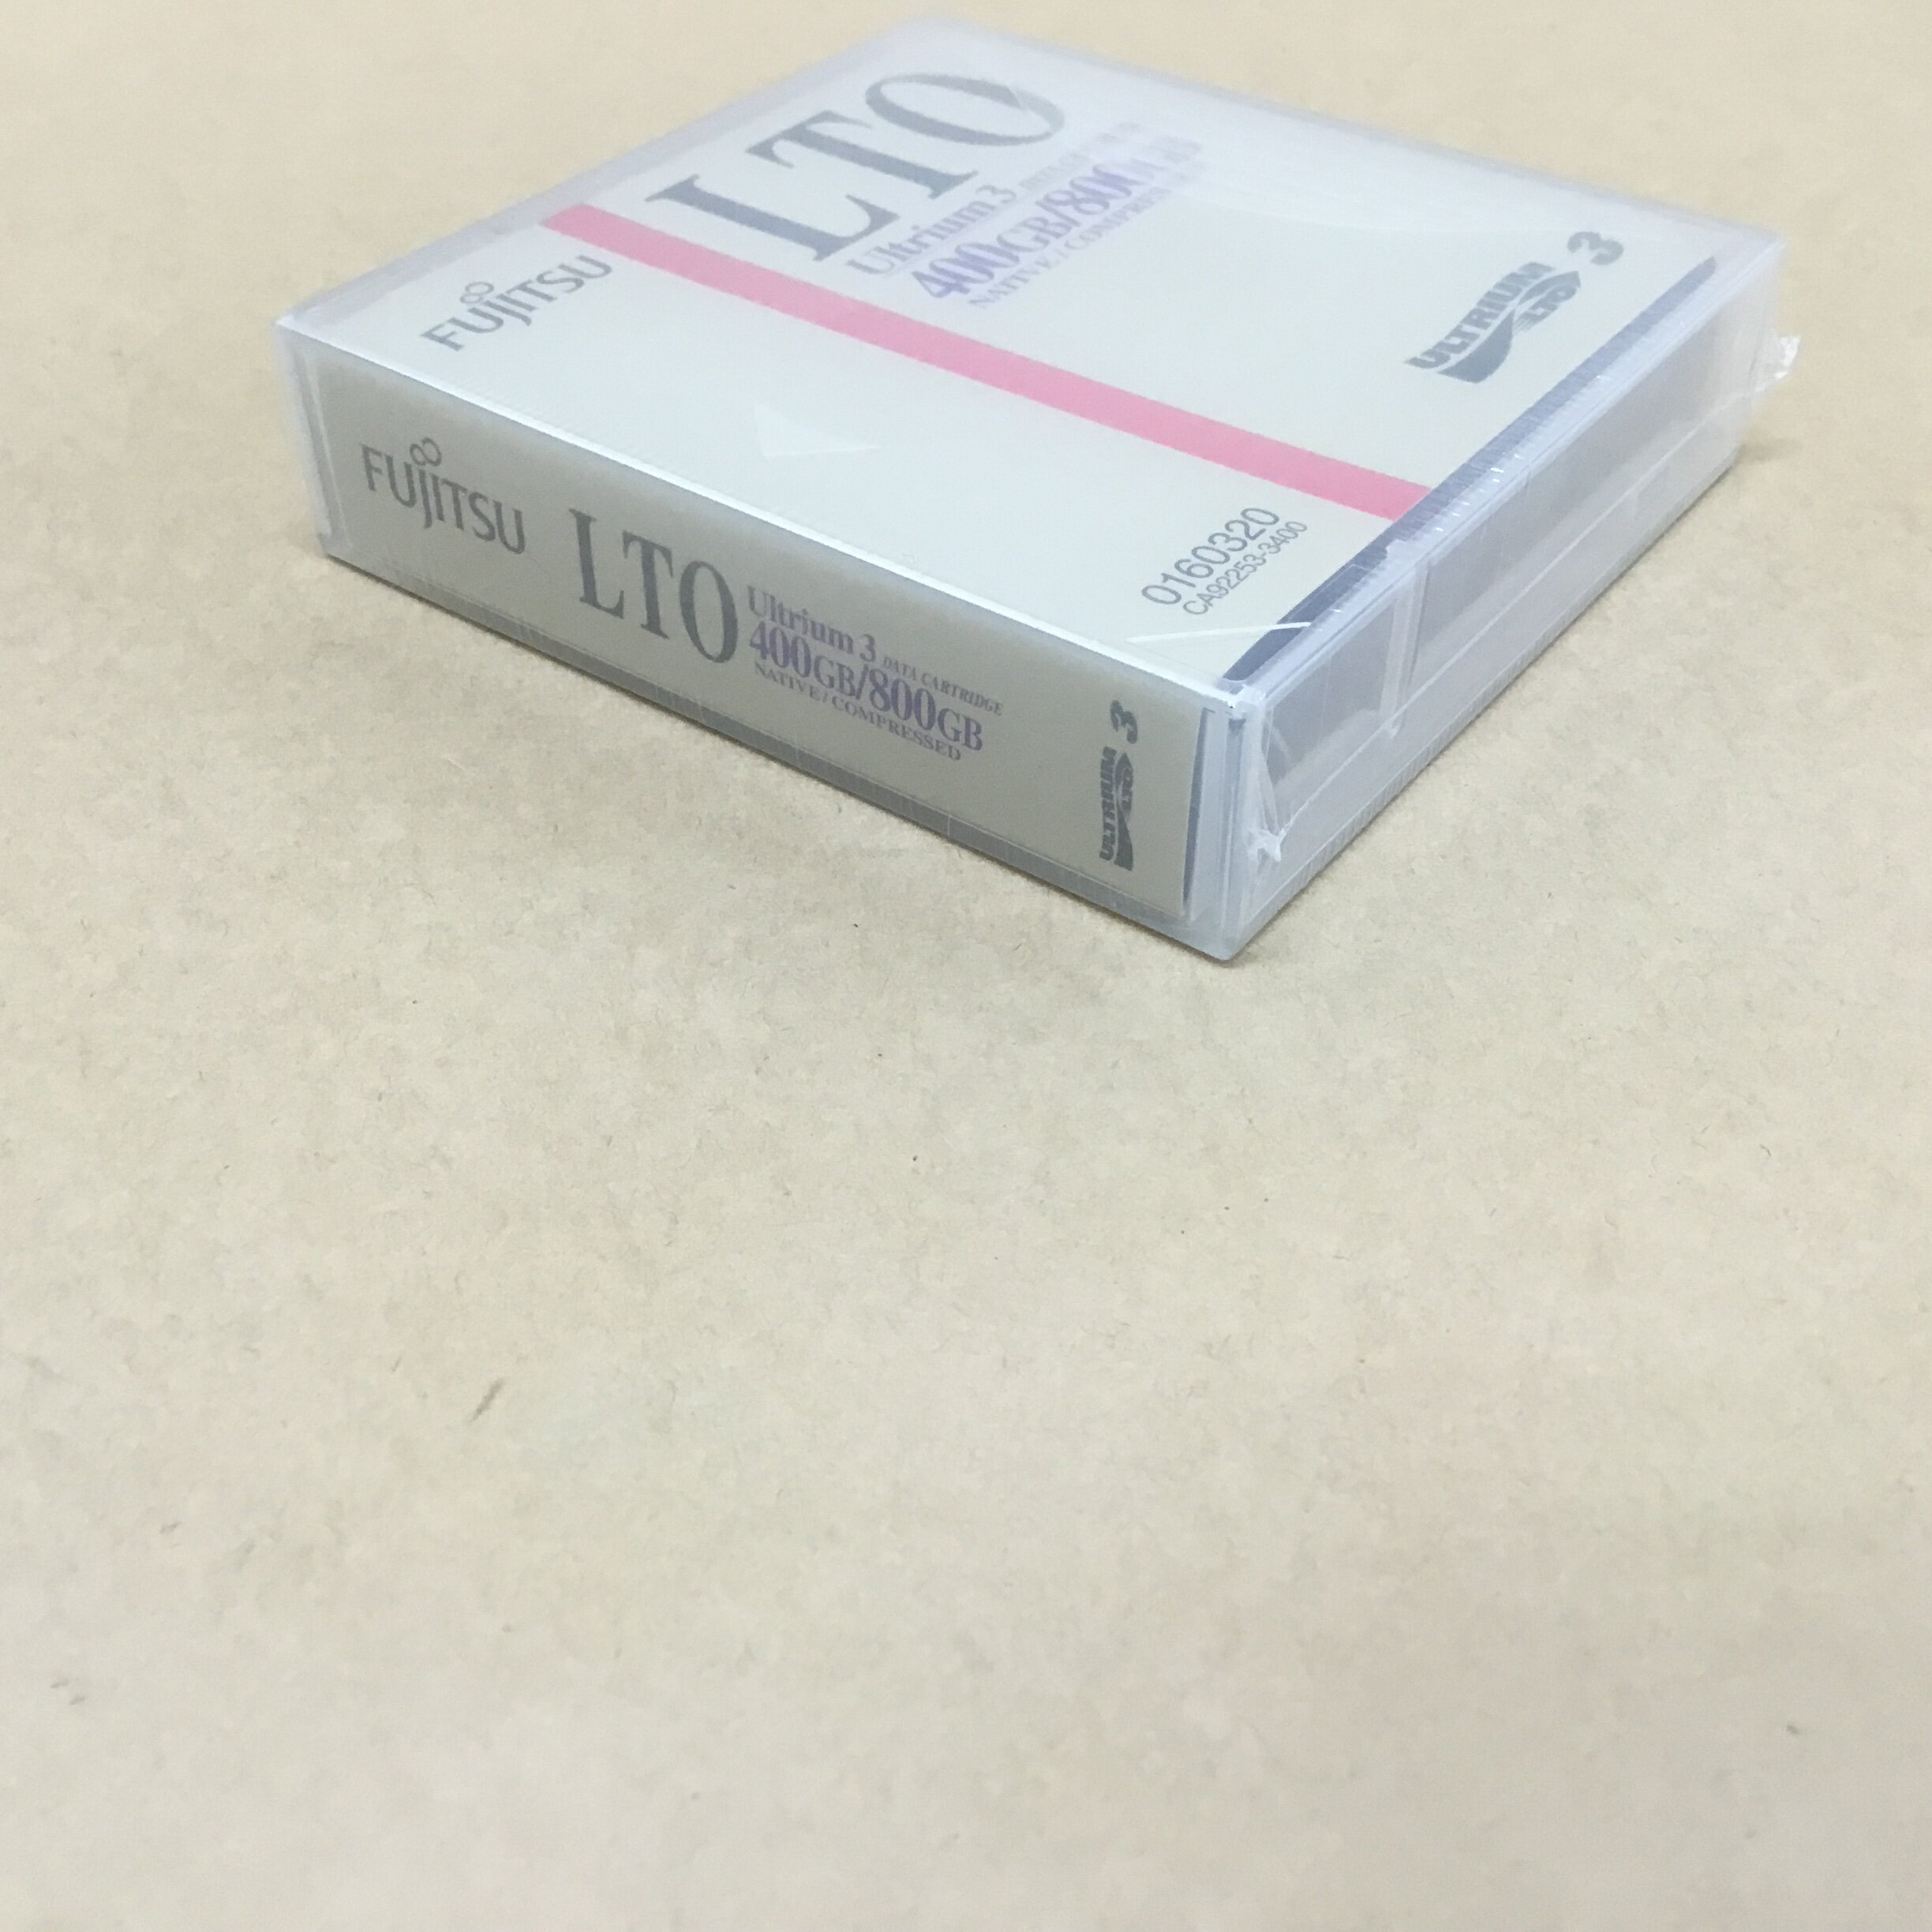 FUJITSU
LTO
Ultrium 3
400GB/800GB
NATIVE / COMPRESSED
ULTRIUM
LTO
3
0160320
CA92253-3400
FUJITSU
LTO
Ultrium 3 DATA CARTRIDGE
400GB/800GB
NATIVE / COMPRESSED
ULTRIUM
LTO
3